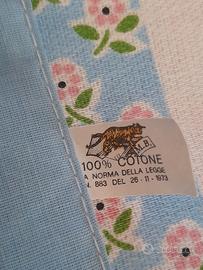 M.B.
100% COTONE
A NORMA DELLA LEGGE
N. 883 DEL 26-11-1973